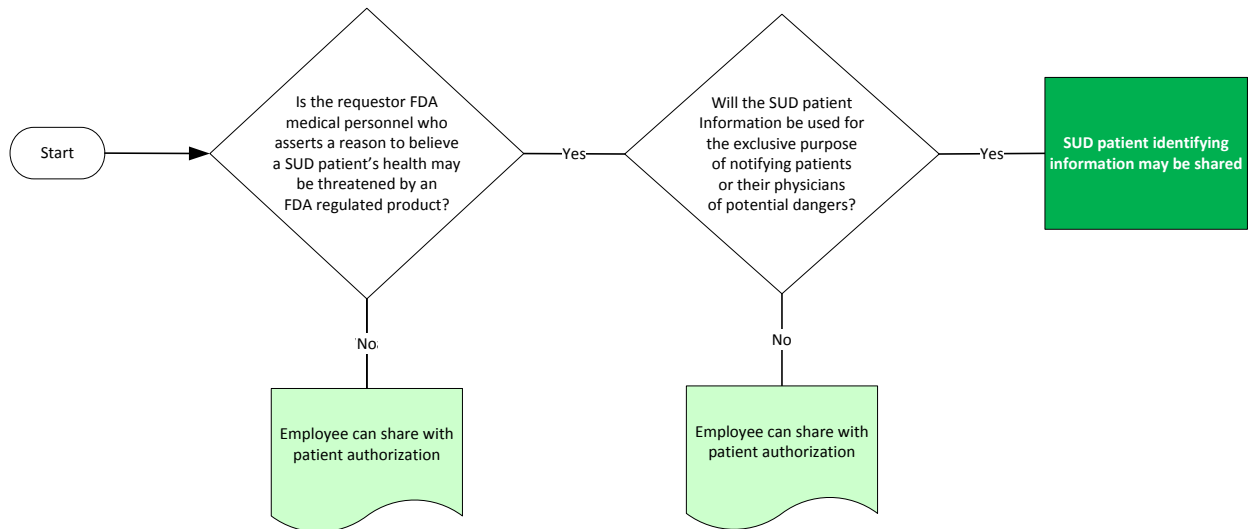 Start
Is the requestor FDA
medical personnel who
asserts a reason to believe
a SUD patient's health may
be threatened by an
FDA regulated product?
Yes
Will the SUD patient
Information be used for
the exclusive purpose
of notifying patients
or their physicians
of potential dangers?
Yes
SUD patient identifying
information may be shared
No
Employee can share with
patient authorization
No
Employee can share with
patient authorization